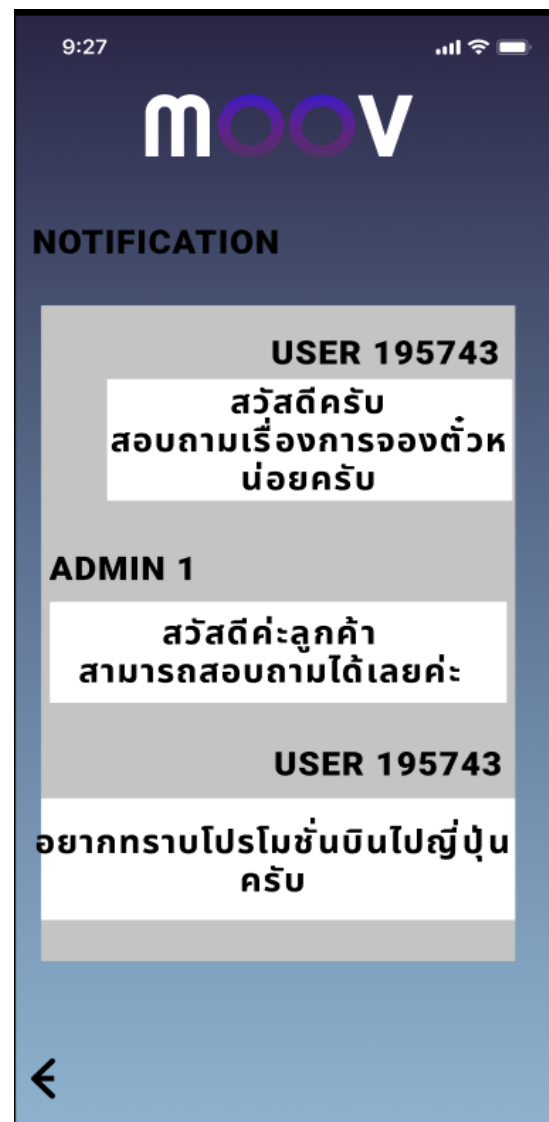 9:27
mOOV
NOTIFICATION
USER 195743
สวัสดีครับ
สอบถามเรื่องการจองตั๋วห
น่อยครับ
ADMIN 1
สวัสดีค่ะลูกค้า
สามารถสอบถามได้เลยค่ะ
USER 195743
อยากทราบโปรโมชั่นบินไปญี่ปุ่น
ครับ